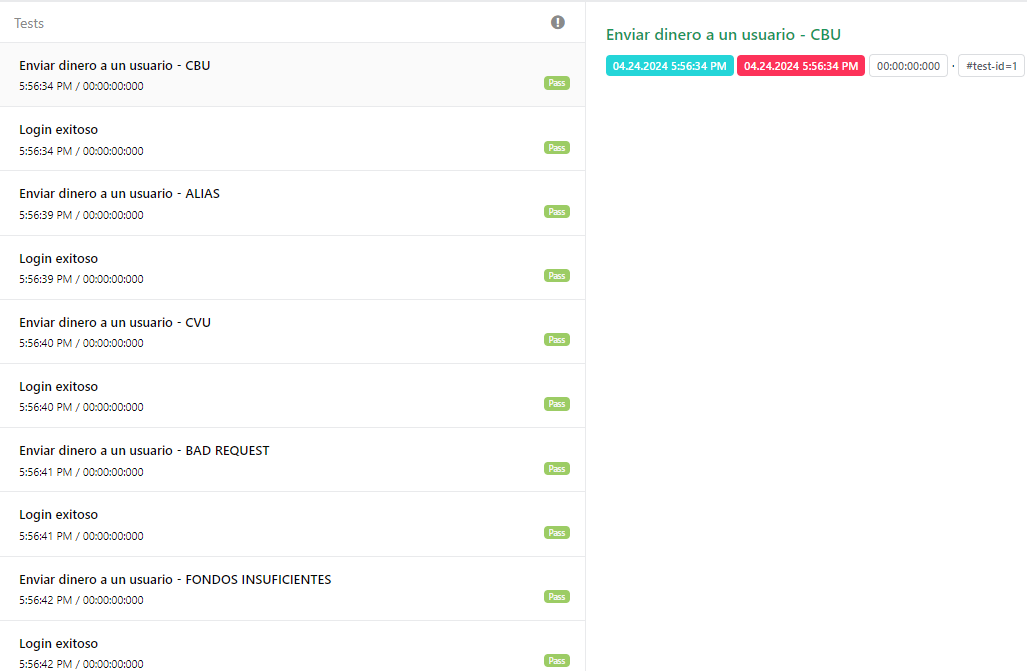 Tests
Enviar dinero a un usuario - CBU
5:56:34 PM / 00:00:00:000
Pass
Login exitoso
5:56:34 PM / 00:00:00:000
Pass
Enviar dinero a un usuario - ALIAS
5:56:39 PM / 00:00:00:000
Pass
Login exitoso
5:56:39 PM / 00:00:00:000
Pass
Enviar dinero a un usuario - CVU
5:56:40 PM / 00:00:00:000
Pass
Login exitoso
5:56:40 PM / 00:00:00:000
Pass
Enviar dinero a un usuario - BAD REQUEST
5:56:41 PM / 00:00:00:000
Pass
Login exitoso
5:56:41 PM / 00:00:00:000
Pass
Enviar dinero a un usuario - FONDOS INSUFICIENTES
5:56:42 PM / 00:00:00:000
Pass
Login exitoso
5:56:42 PM / 00:00:00:000
Pass
Enviar dinero a un usuario - CBU
04.24.2024 5:56:34 PM 04.24.2024 5:56:34 PM 00:00:00:000 · #test-id=1